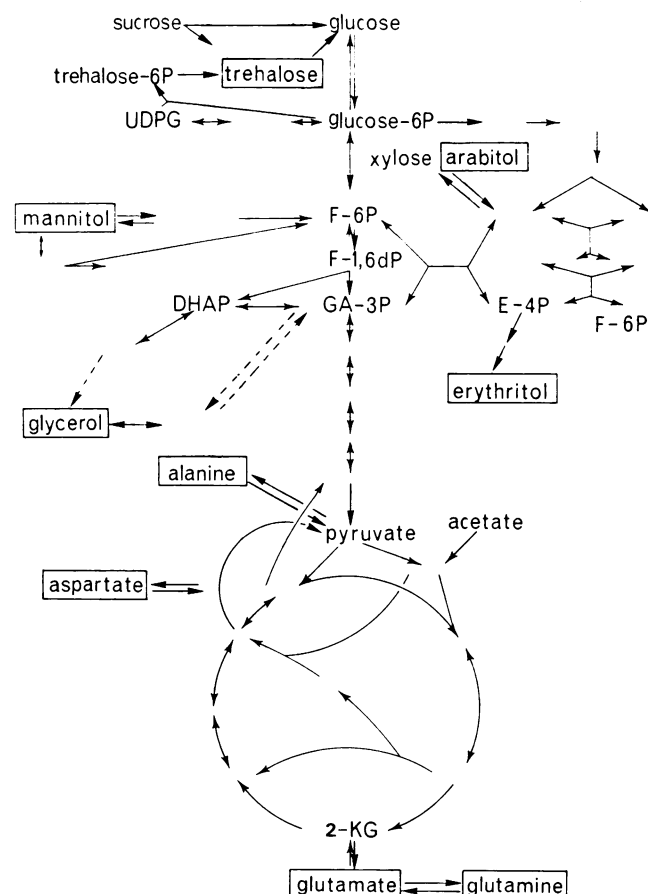 sucrose glucose
trehalose-6P trehalose
UDPG glucose-6P
xylose arabitol
mannitol F-6P
F-1,6dP
DHAP GA-3P E-4P
F-6P
erythritol
glycerol
alanine
acetate
pyruvate
aspartate
2-KG
glutamate glutamine